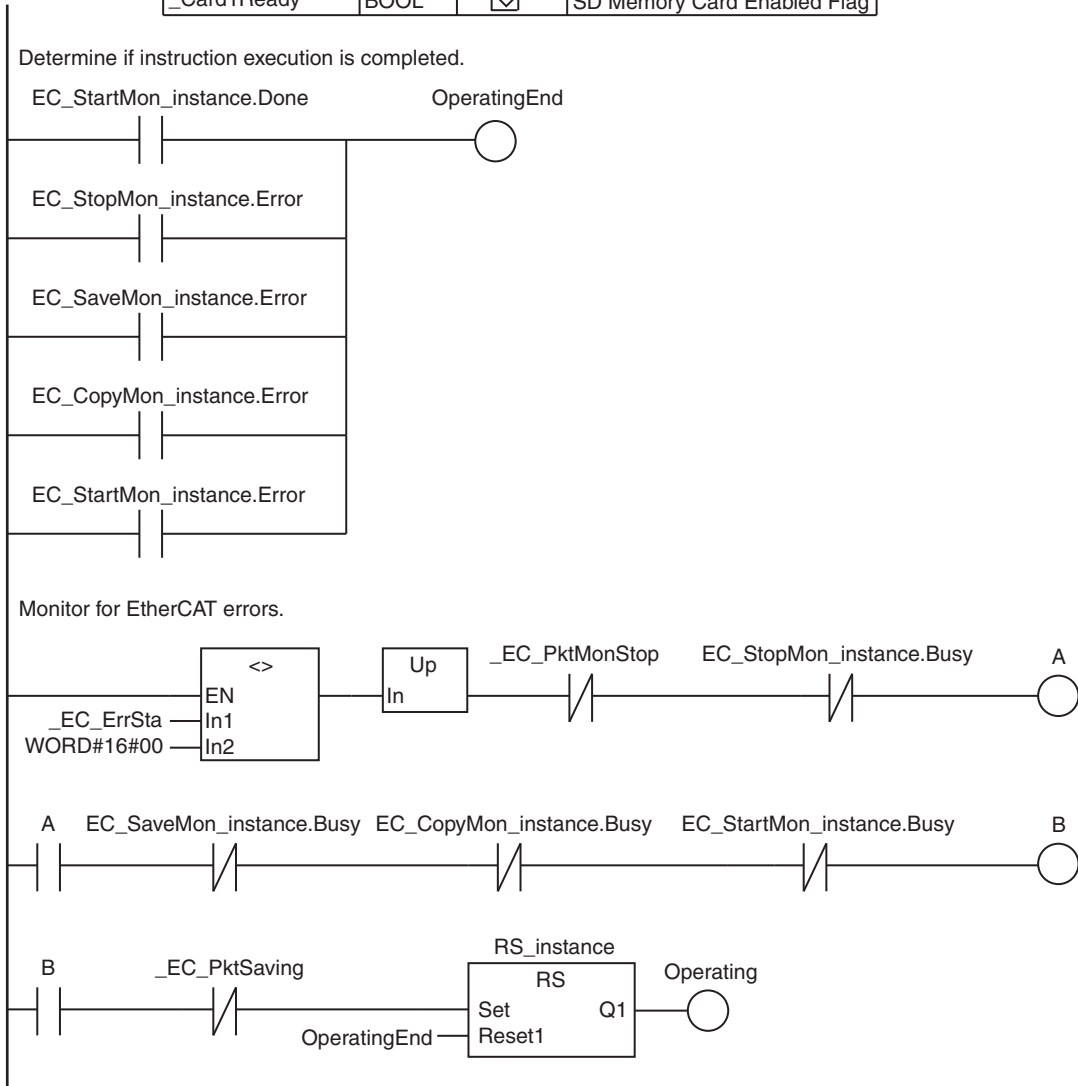 _Card1Ready BOOL SD Memory Card Enabled Flag
Determine if instruction execution is completed.
EC_StartMon_instance.Done OperatingEnd
EC_StopMon_instance.Error
EC_SaveMon_instance.Error
EC_CopyMon_instance.Error
EC_StartMon_instance.Error
Monitor for EtherCAT errors.
<> Up _EC_PktMonStop EC_StopMon_instance.Busy A
EN In
_EC_ErrSta In1
WORD#16#00 In2
A EC_SaveMon_instance.Busy EC_CopyMon_instance.Busy EC_StartMon_instance.Busy B
RS_instance
B _EC_PktSaving RS Operating
Set Q1
OperatingEnd Reset1